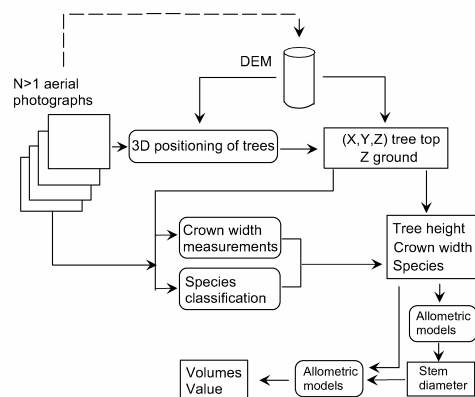 DEM
N>1 aerial
photographs
3D positioning of trees
(X,Y,Z) tree top
Z ground
Crown width
measurements
Species
classification
Tree height
Crown width
Species
Allometric
models
Stem
diameter
Allometric
models
Volumes
Value